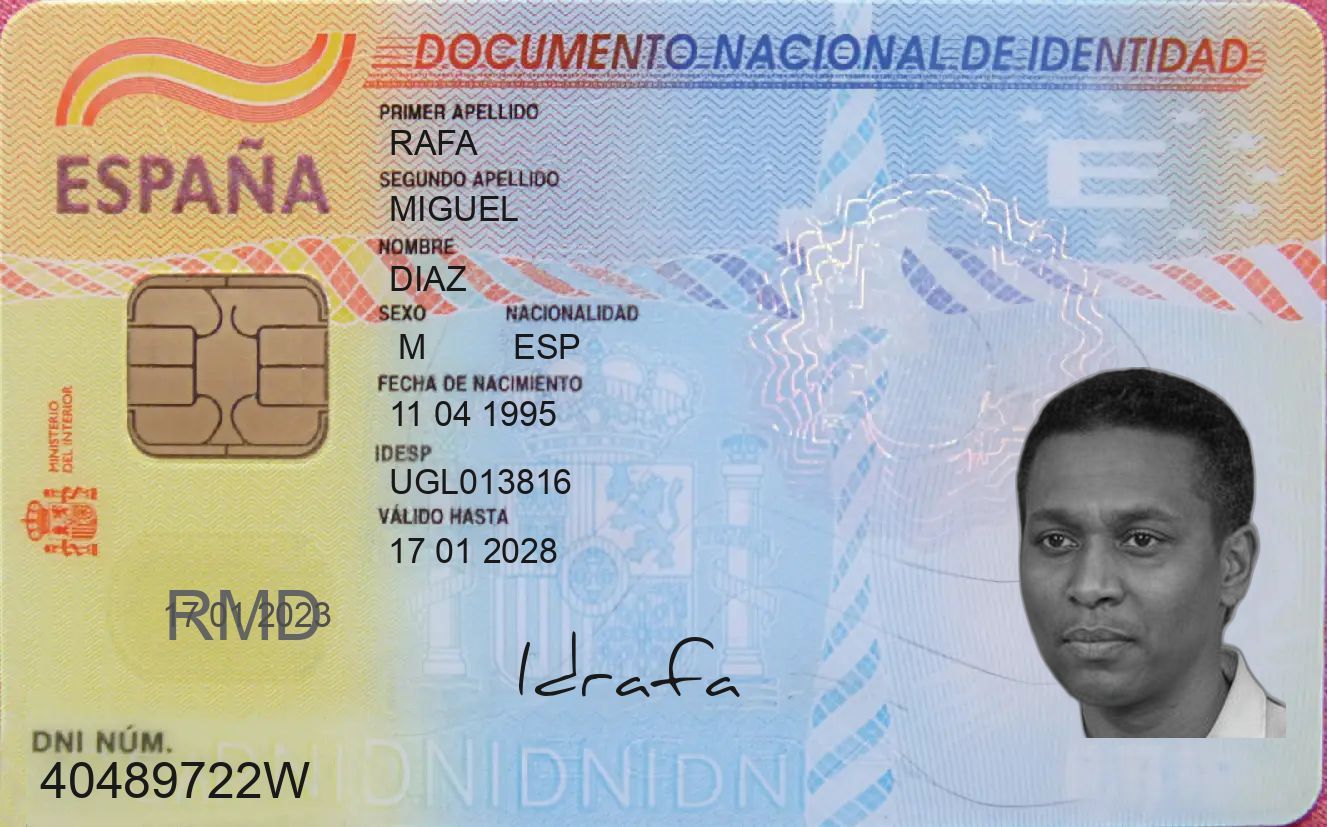 DOCUMENTO NACIONAL DE IDENTIDAD
ESPAÑA
PRIMER APELLIDO
RAFA
SEGUNDO APELLIDO
MIGUEL
NOMBRE
DIAZ
SEXO NACIONALIDAD
M ESP
FECHA DE NACIMIENTO
11 04 1995
IDESP
UGL013816
VÁLIDO HASTA
17 01 2028
MINISTERIO
DEL INTERIOR
E
17 01 2023
RMD
Idrafa
DNI NÚM.
40489722W
DNIDNIDNIDNI